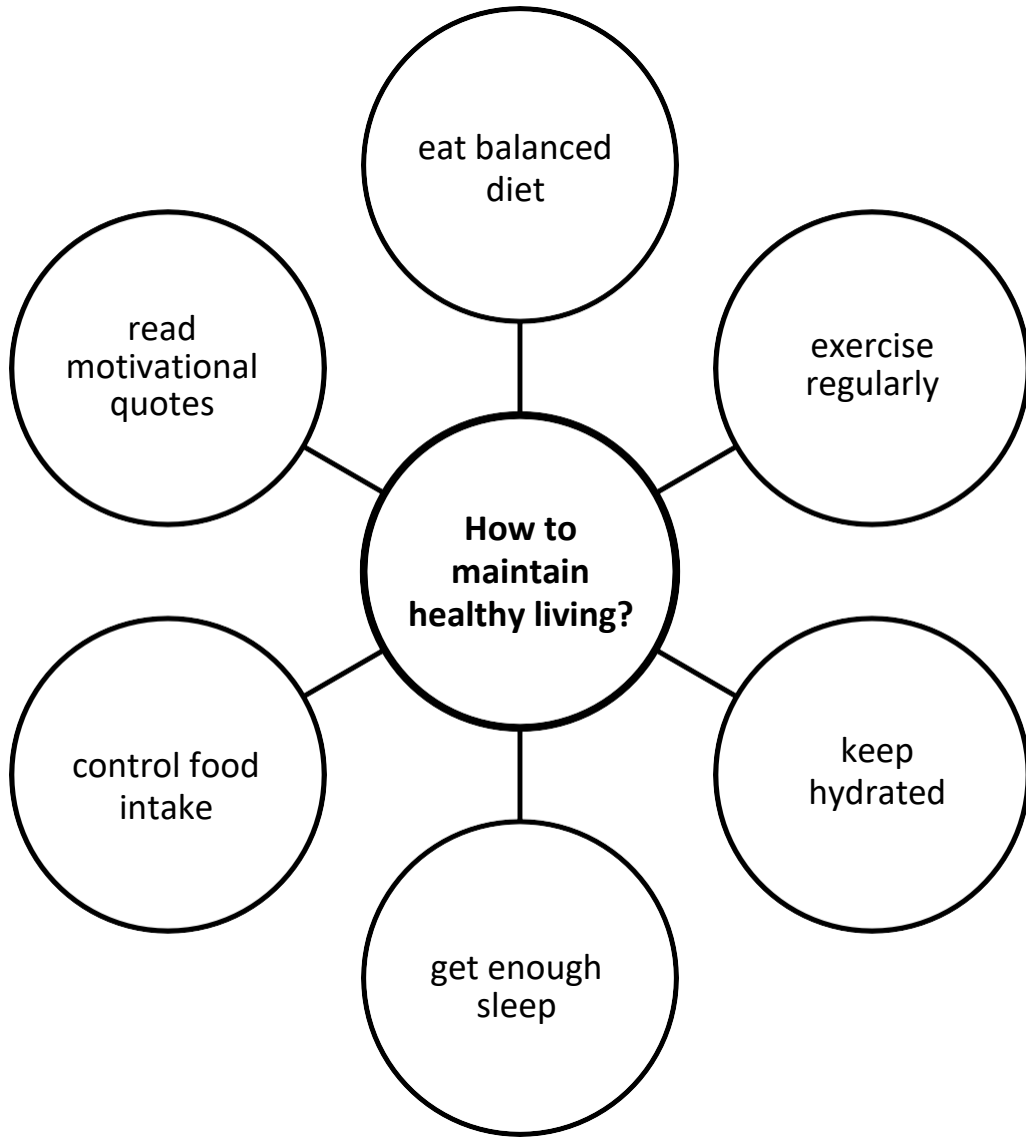 eat balanced
diet
exercise
regularly
keep
hydrated
get enough
sleep
control food
intake
read
motivational
quotes
How to
maintain
healthy living?